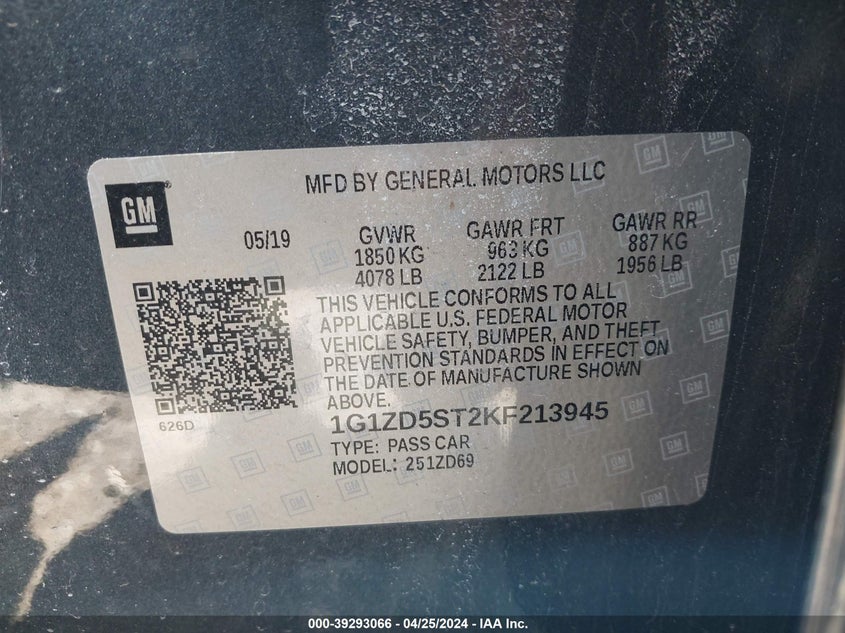 MFD BY GENERAL MOTORS LLC
GM
05/19
GVWR
1850 KG
4078 LB
GAWR FRT
963 KG
2122 LB
GAWR RR
887 KG
1956 LB
THIS VEHICLE CONFORMS TO ALL
APPLICABLE U.S. FEDERAL MOTOR
VEHICLE SAFETY, BUMPER, AND THEFT
PREVENTION STANDARDS IN EFFECT ON
THE DATE OF MANUFACTURE SHOWN
ABOVE.
626D
1G1ZD5ST2KF213945
TYPE: PASS CAR
MODEL: 251ZD69
000-39293066 - 04/25/2024 - IAA Inc.